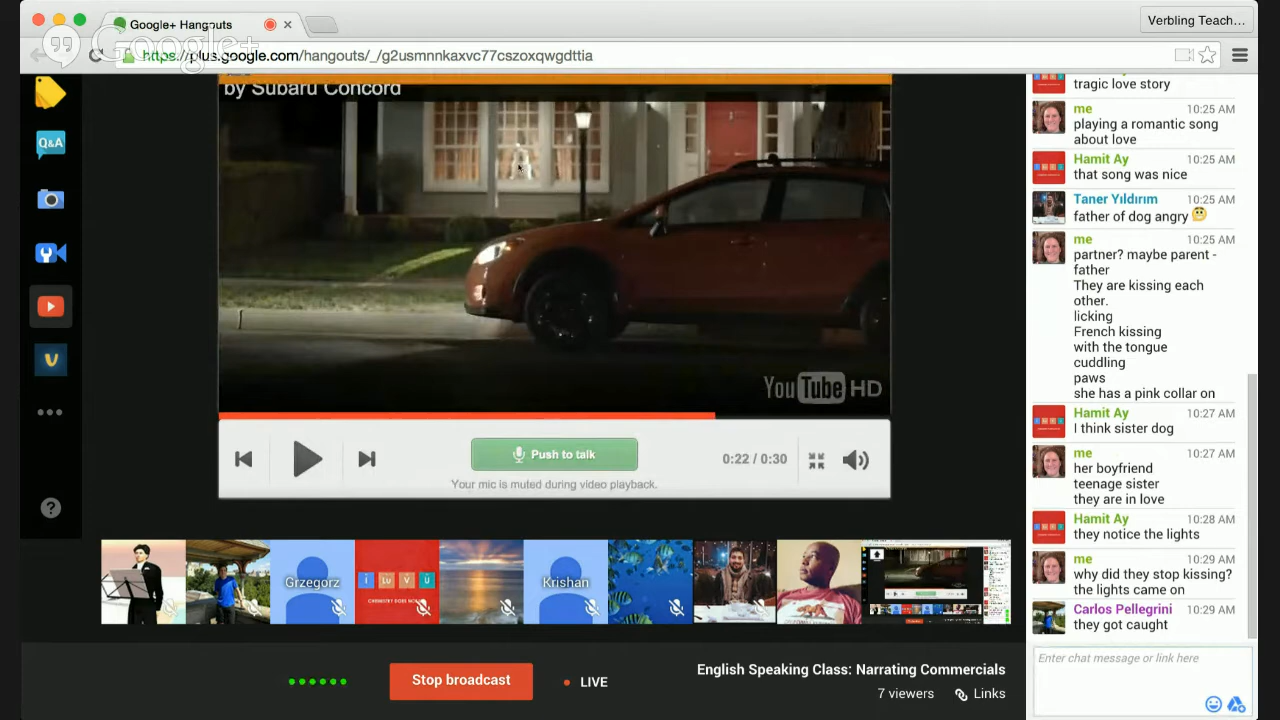 Google+ Hangouts
Verbling Teach...
Google+
https://plus.google.com/hangouts/_/g2usmnnkaxvc77cszoxqwgdttia
by Subaru Concord
Q&A
YouTube HD
Push to talk
0:22 / 0:30
Your mic is muted during video playback.
?
Grzegorz
I Lu V U
CHEMISTRY DOES NOT
Krishan
Stop broadcast
LIVE
English Speaking Class: Narrating Commercials
7 viewers
Links
tragic love story
me 10:25 AM
playing a romantic song
about love
Hamit Ay 10:25 AM
that song was nice
Taner Yıldırım 10:25 AM
father of dog angry
me 10:25 AM
partner? maybe parent -
father
They are kissing each
other.
licking
French kissing
with the tongue
cuddling
paws
she has a pink collar on
Hamit Ay 10:27 AM
I think sister dog
me 10:27 AM
her boyfriend
teenage sister
they are in love
Hamit Ay 10:28 AM
they notice the lights
me 10:29 AM
why did they stop kissing?
the lights came on
Carlos Pellegrini 10:29 AM
they got caught
Enter chat message or link here